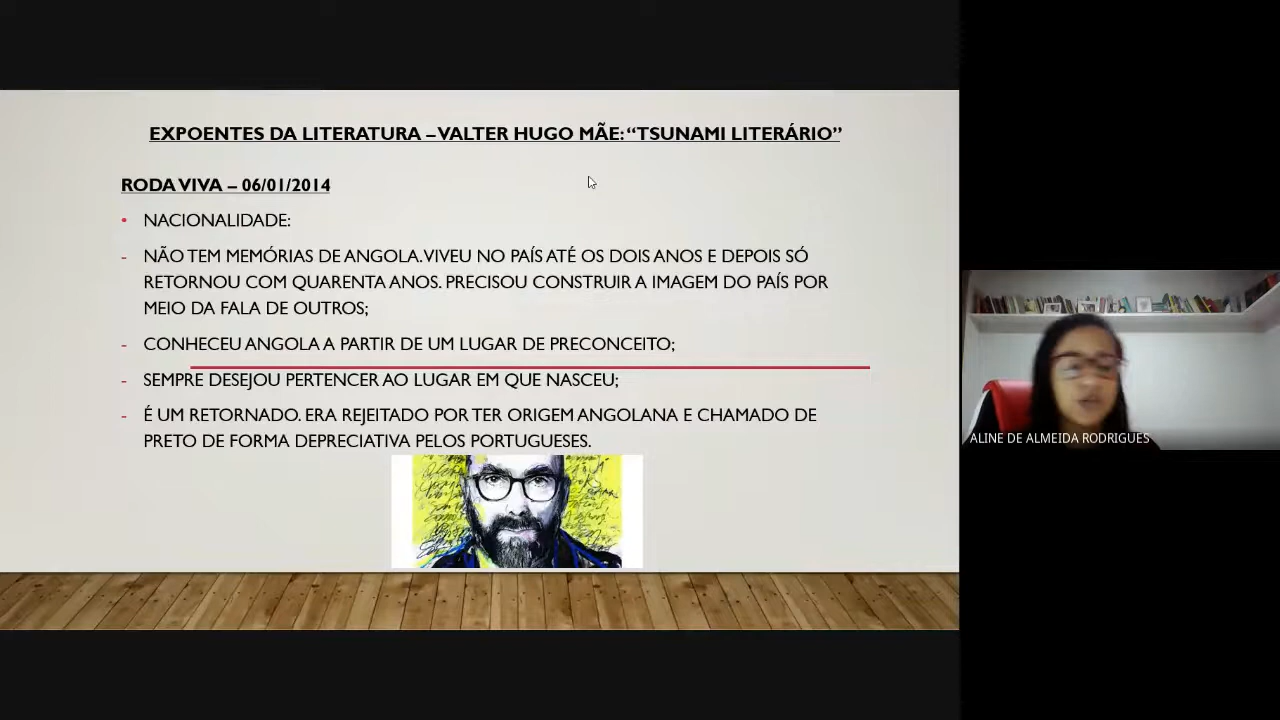 EXPOENTES DA LITERATURA – VALTER HUGO MÃE: “TSUNAMI LITERÁRIO”
RODA VIVA – 06/01/2014
• NACIONALIDADE:
- NÃO TEM MEMÓRIAS DE ANGOLA. VIVEU NO PAÍS ATÉ OS DOIS ANOS E DEPOIS SÓ
RETORNOU COM QUARENTA ANOS. PRECISOU CONSTRUIR A IMAGEM DO PAÍS POR
MEIO DA FALA DE OUTROS;
- CONHECEU ANGOLA A PARTIR DE UM LUGAR DE PRECONCEITO;
- SEMPRE DESEJOU PERTENCER AO LUGAR EM QUE NASCEU;
- É UM RETORNADO. ERA REJEITADO POR TER ORIGEM ANGOLANA E CHAMADO DE
PRETO DE FORMA DEPRECIATIVA PELOS PORTUGUESES.
ALINE DE ALMEIDA RODRIGUES